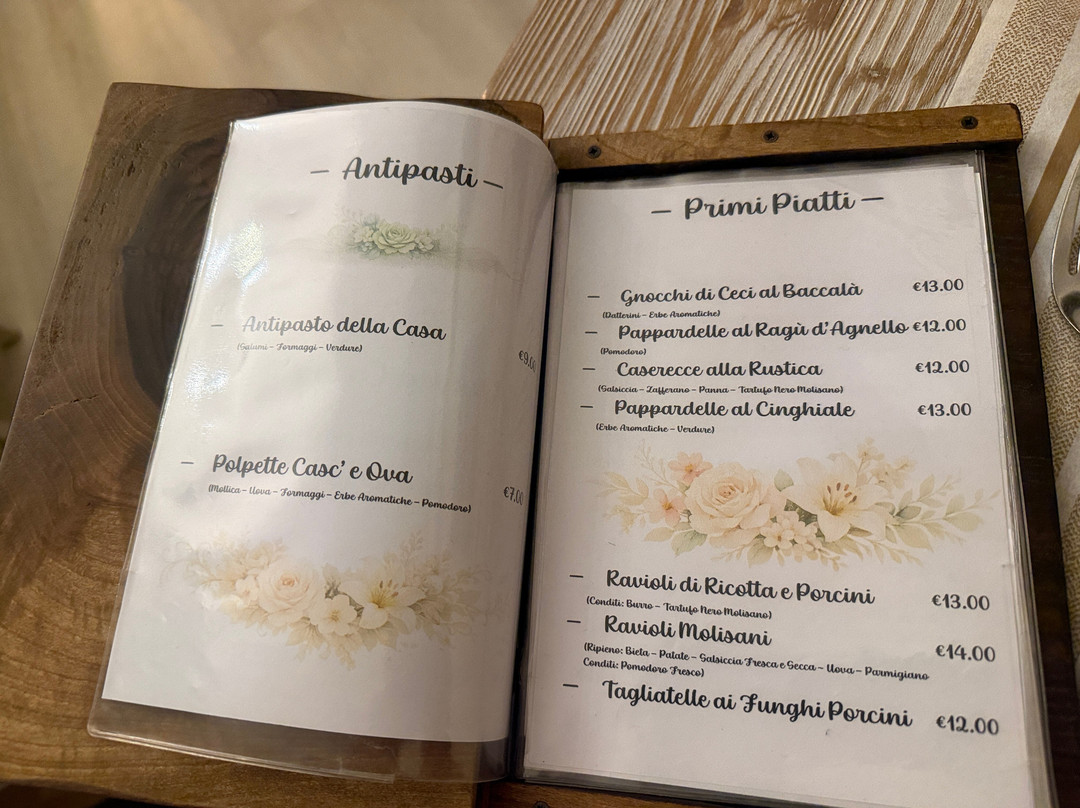 – Antipasti –
– Antipasto della Casa
(Salumi – Formaggi – Verdure)
€9.00
– Polpette Casc' e Ova
(Mollica – Uova – Formaggi – Erbe Aromatiche – Pomodoro)
€7.00
– Primi Piatti –
– Gnocchi di Ceci al Baccalà €13.00
(Datterini – Erbe Aromatiche)
– Pappardelle al Ragù d'Agnello €12.00
(Pomodoro)
– Caserecce alla Rustica €12.00
(Salsiccia – Zafferano – Panna – Tartufo Nero Molisano)
– Pappardelle al Cinghiale €13.00
(Erbe Aromatiche – Verdure)
– Ravioli di Ricotta e Porcini €13.00
(Conditi: Burro – Tartufo Nero Molisano)
– Ravioli Molisani €14.00
(Ripieno: Bieta – Patate – Salsiccia Fresca e Secca – Uova – Parmigiano
Conditi: Pomodoro Fresco)
– Tagliatelle ai Funghi Porcini €12.00